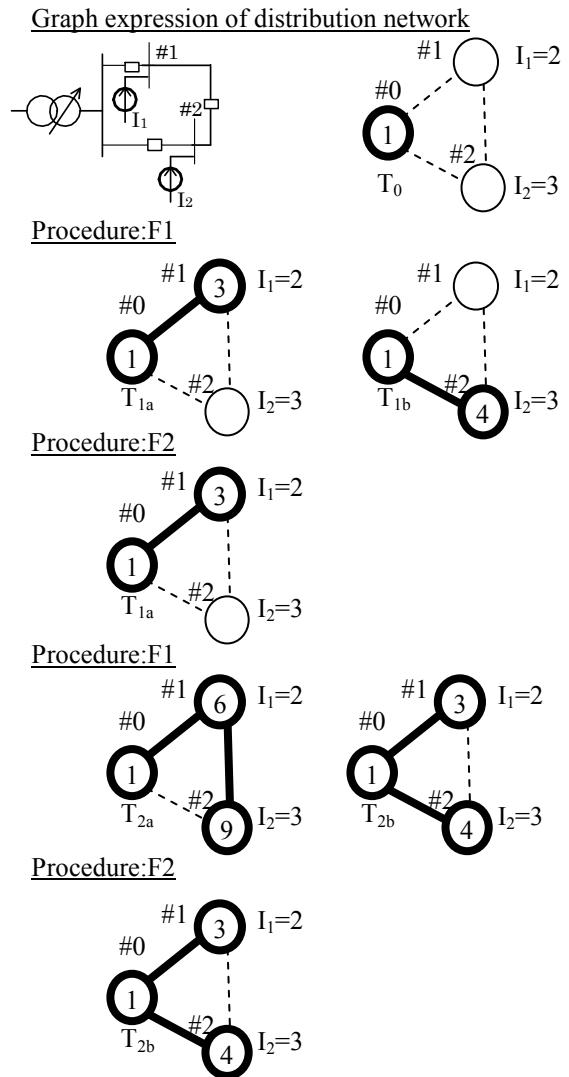 Graph expression of distribution network
#1
#2
I1
I2
#1 I1=2
#0
1
#2
T0 I2=3
Procedure:F1
#1 3 I1=2
#0
1
#2
T1a I2=3
#1 I1=2
#0
1
#2
T1b 4 I2=3
Procedure:F2
#1 3 I1=2
#0
1
#2
T1a I2=3
Procedure:F1
#1 6 I1=2
#0
1
#2
T2a 9 I2=3
#1 3 I1=2
#0
1
#2
T2b 4 I2=3
Procedure:F2
#1 3 I1=2
#0
1
#2
T2b 4 I2=3